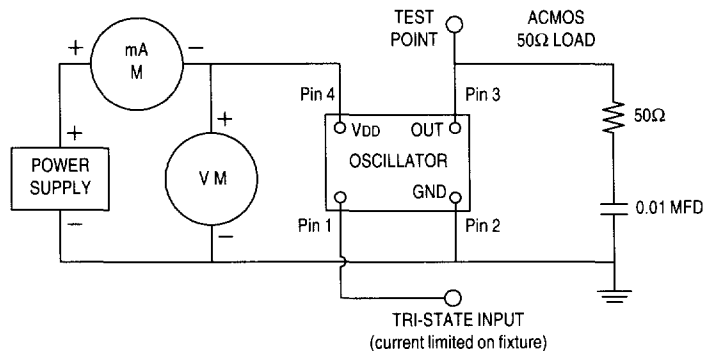 TEST
POINT
ACMOS
50Ω LOAD
+
mA
M
−
Pin 4
Pin 3
+
+
VDD
OUT
50Ω
POWER
SUPPLY
V M
OSCILLATOR
GND
0.01 MFD
−
−
Pin 1
Pin 2
TRI-STATE INPUT
(current limited on fixture)